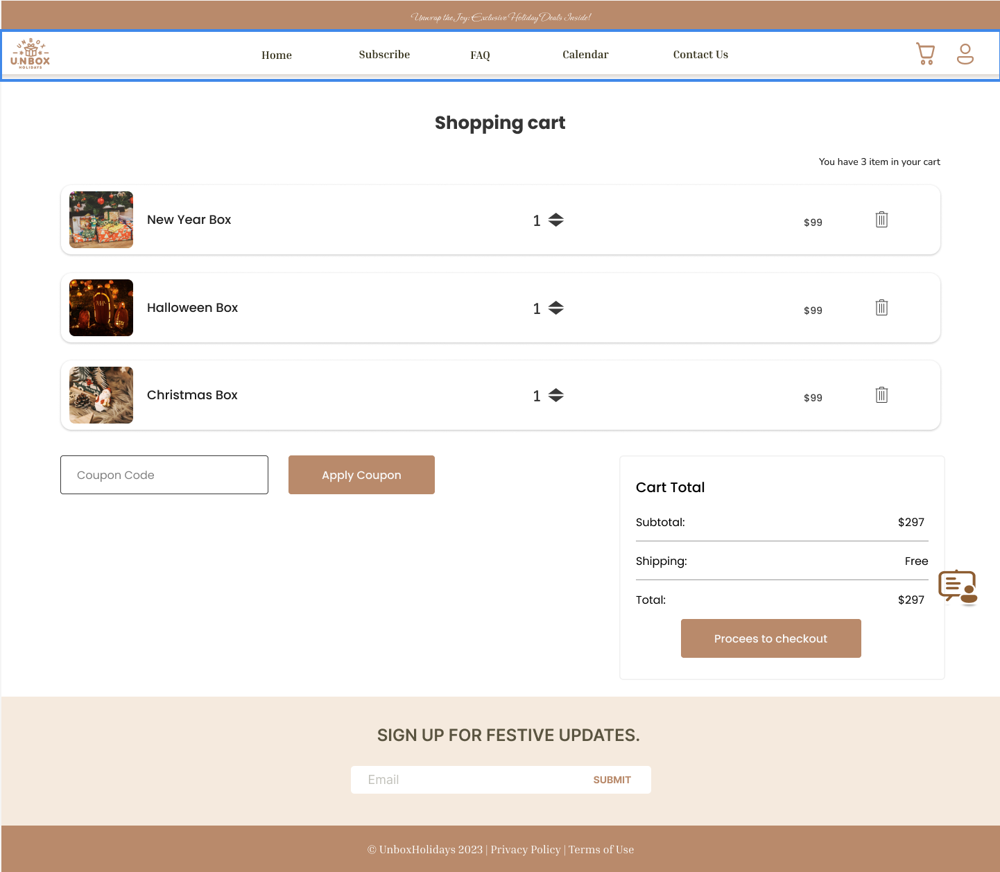 Unwrap the Joy: Exclusive Holiday Deals Inside!
UNBOX
U.NBOX
HOLIDAYS
Home Subscribe FAQ Calendar Contact Us
Shopping cart
You have 3 item in your cart
New Year Box 1 $99
RIP
Halloween Box 1 $99
Christmas Box 1 $99
Coupon Code Apply Coupon
Cart Total
Subtotal: $297
Shipping: Free
Total: $297
Procees to checkout
SIGN UP FOR FESTIVE UPDATES.
Email SUBMIT
© UnboxHolidays 2023 | Privacy Policy | Terms of Use